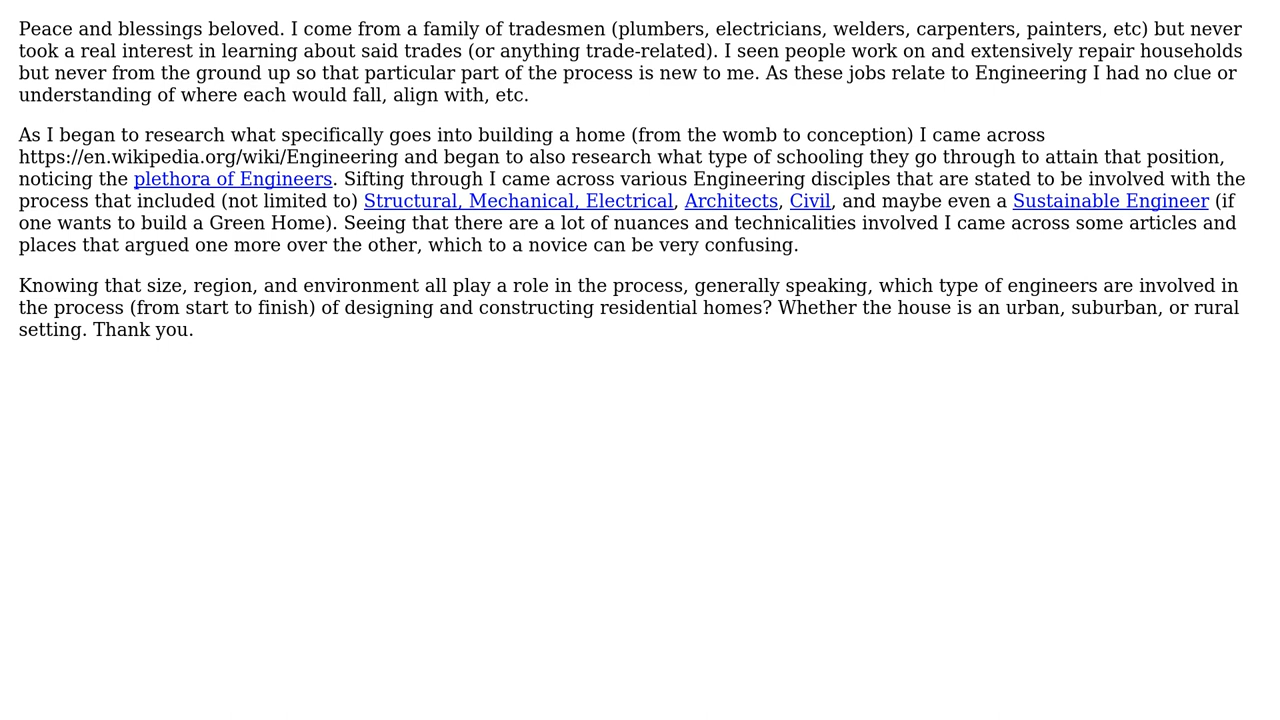 Peace and blessings beloved. I come from a family of tradesmen (plumbers, electricians, welders, carpenters, painters, etc) but never
took a real interest in learning about said trades (or anything trade-related). I seen people work on and extensively repair households
but never from the ground up so that particular part of the process is new to me. As these jobs relate to Engineering I had no clue or
understanding of where each would fall, align with, etc.
As I began to research what specifically goes into building a home (from the womb to conception) I came across
https://en.wikipedia.org/wiki/Engineering and began to also research what type of schooling they go through to attain that position,
noticing the plethora of Engineers. Sifting through I came across various Engineering disciples that are stated to be involved with the
process that included (not limited to) Structural, Mechanical, Electrical, Architects, Civil, and maybe even a Sustainable Engineer (if
one wants to build a Green Home). Seeing that there are a lot of nuances and technicalities involved I came across some articles and
places that argued one more over the other, which to a novice can be very confusing.
Knowing that size, region, and environment all play a role in the process, generally speaking, which type of engineers are involved in
the process (from start to finish) of designing and constructing residential homes? Whether the house is an urban, suburban, or rural
setting. Thank you.